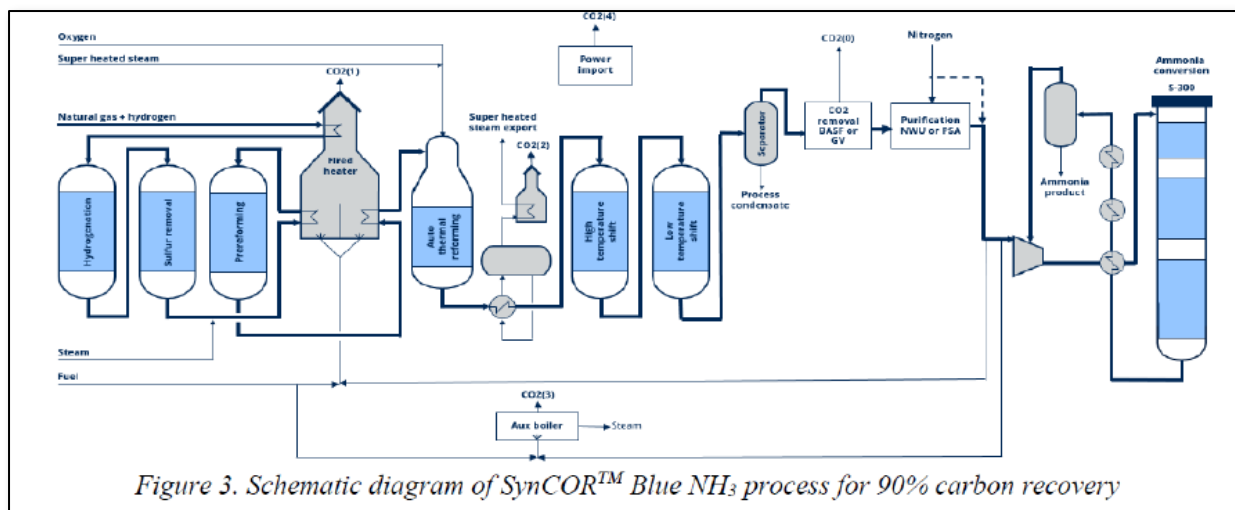 CO2(4)
Oxygen
CO2(0)
Nitrogen
Super heated steam
Power
Import
Ammonia
conversion
S-300
CO2(1)
Natural gas + hydrogen
Super heated
steam export
CO2
removal
BASF or
GV
Purification
NWU or PSA
Fired
heater
CO2(2)
Separator
Process
condensate
Ammonia
product
Hydrogenation
Sulfur removal
Prereforming
Auto
thermal
reforming
High
temperature
shift
Low
temperature
shift
Steam
Fuel
CO2(3)
Aux boiler
Steam
Figure 3. Schematic diagram of SynCOR™ Blue NH₃ process for 90% carbon recovery